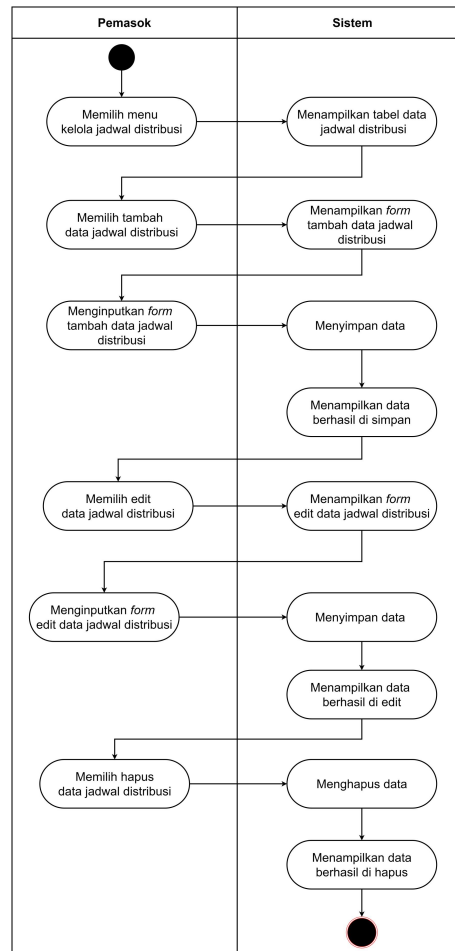 Pemasok
Sistem
Memilih menu
kelola jadwal distribusi
Menampilkan tabel data
jadwal distribusi
Memilih tambah
data jadwal distribusi
Menampilkan form
tambah data jadwal
distribusi
Menginputkan form
tambah data jadwal
distribusi
Menyimpan data
Menampilkan data
berhasil di simpan
Memilih edit
data jadwal distribusi
Menampilkan form
edit data jadwal distribusi
Menginputkan form
edit data jadwal distribusi
Menyimpan data
Menampilkan data
berhasil di edit
Memilih hapus
data jadwal distribusi
Menghapus data
Menampilkan data
berhasil di hapus